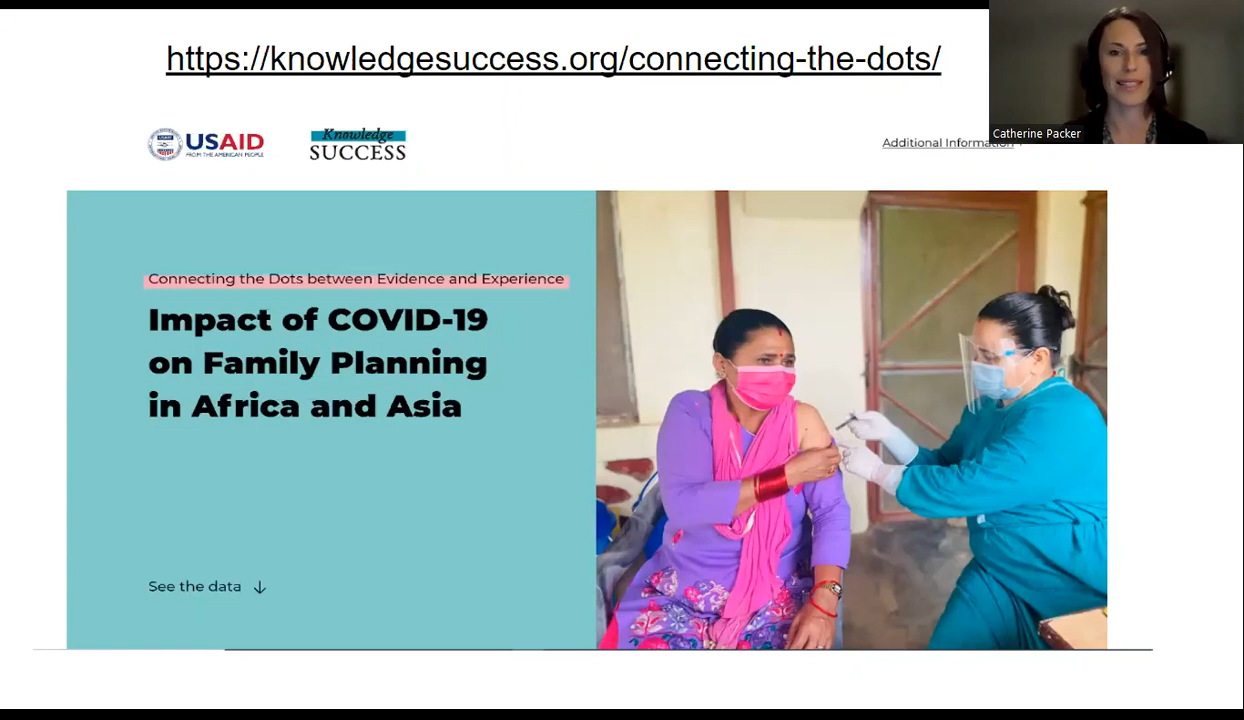 https://knowledgesuccess.org/connecting-the-dots/
Catherine Packer
USAID
FROM THE AMERICAN PEOPLE
Knowledge
SUCCESS
Additional Information
Connecting the Dots between Evidence and Experience
Impact of COVID-19
on Family Planning
in Africa and Asia
See the data ↓